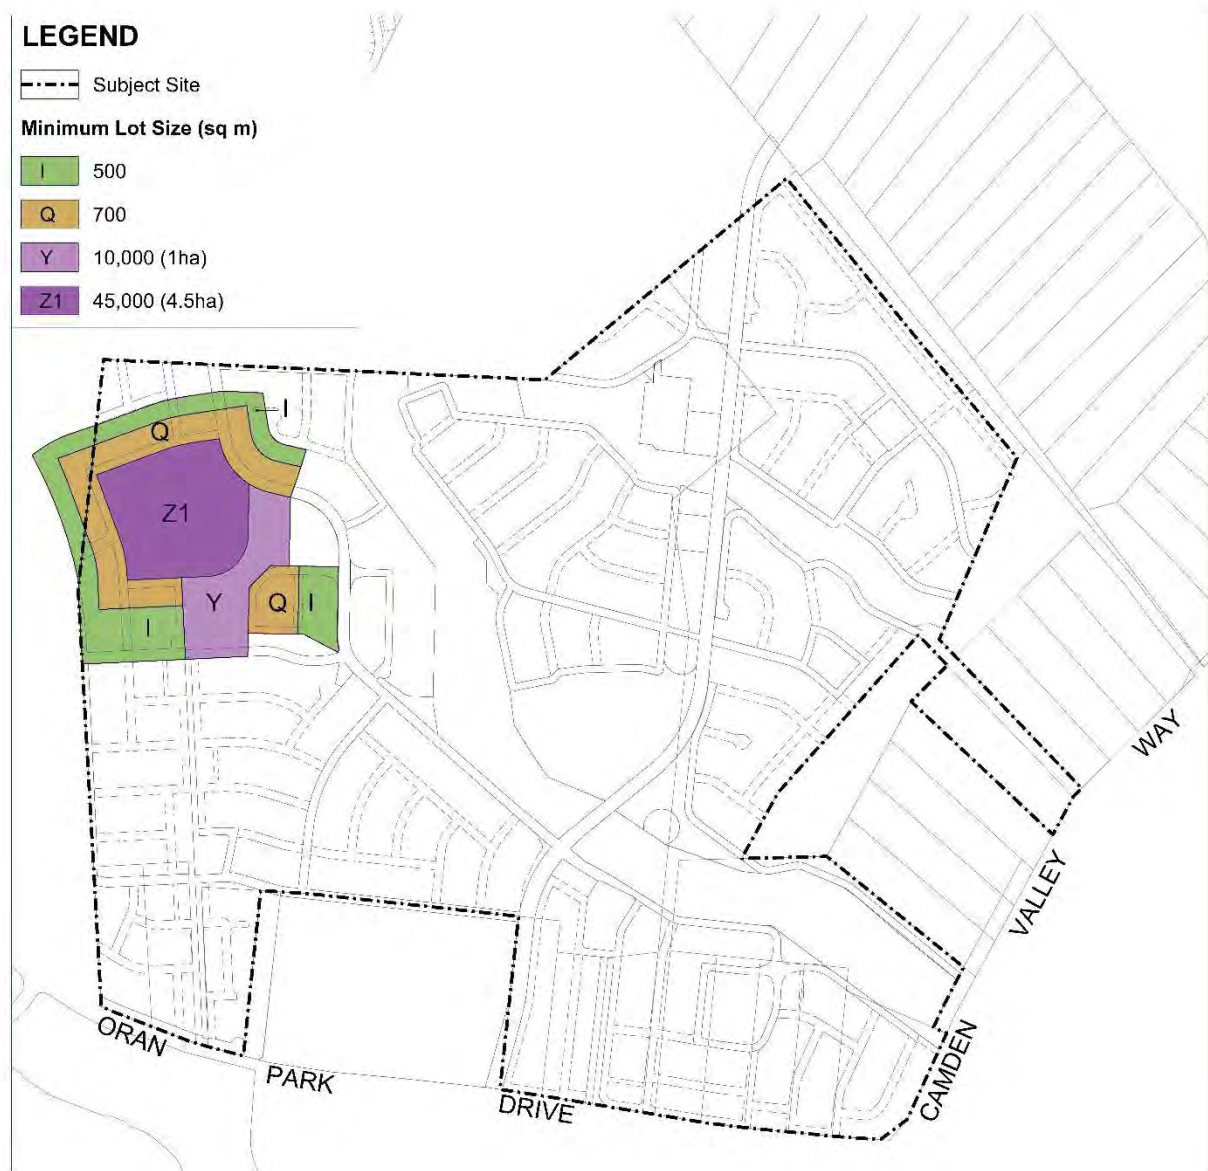 LEGEND
Subject Site
Minimum Lot Size (sq m)
I 500
Q 700
Y 10,000 (1ha)
Z1 45,000 (4.5ha)
I
Q
Z1
Y
Q
I
I
WAY
VALLEY
CAMDEN
ORAN
PARK
DRIVE